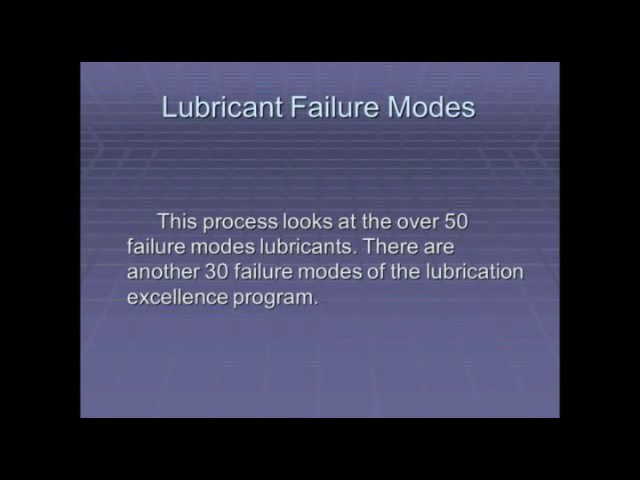 Lubricant Failure Modes
This process looks at the over 50
failure modes lubricants. There are
another 30 failure modes of the lubrication
excellence program.